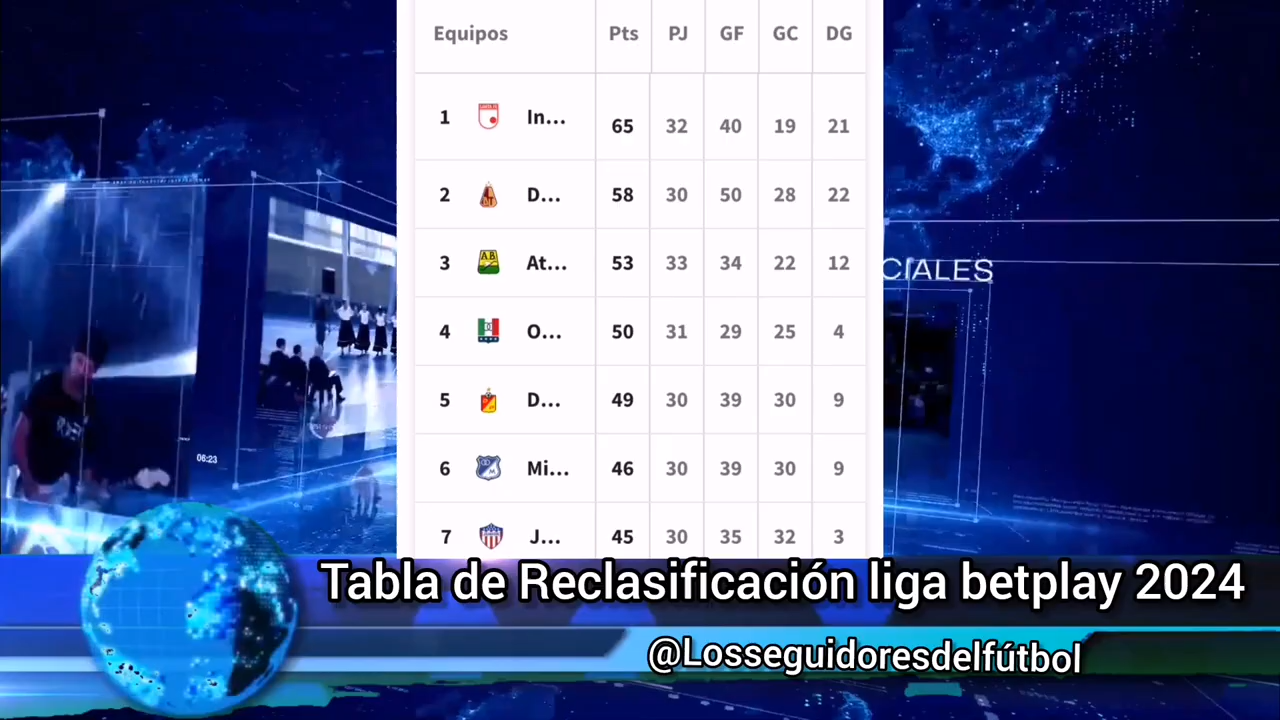 Equipos Pts PJ GF GC DG
1 In... 65 32 40 19 21
2 D... 58 30 50 28 22
3 At... 53 33 34 22 12
4 O... 50 31 29 25 4
5 D... 49 30 39 30 9
6 Mi... 46 30 39 30 9
7 J... 45 30 35 32 3
CIALES
06:23
Tabla de Reclasificación liga betplay 2024
@Losseguidoresdelfútbol